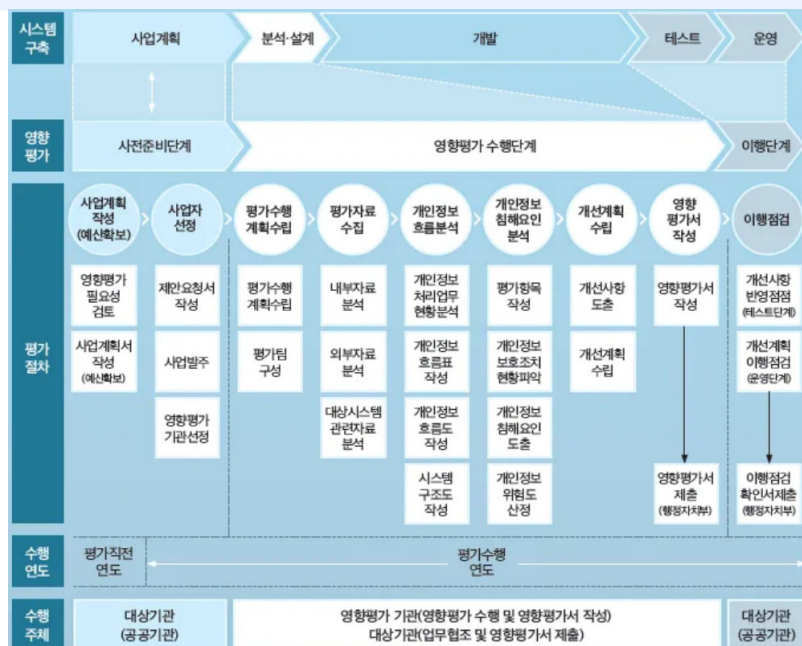 시스템
구축
사업계획
분석·설계
개발
테스트
운영
영향
평가
사전준비단계
영향평가 수행단계
이행단계
평가
절차
사업계획
작성
(예산확보)
사업자
선정
평가수행
계획수립
평가자료
수집
개인정보
흐름분석
개인정보
침해요인
분석
개선계획
수립
영향
평가서
작성
이행점검
영향평가
필요성
검토
사업계획서
작성
(예산확보)
제안요청서
작성
사업발주
영향평가
기관선정
평가수행
계획수립
평가팀
구성
내부자료
분석
외부자료
분석
대상시스템
관련자료
분석
개인정보
처리업무
현황분석
개인정보
흐름표
작성
개인정보
흐름도
작성
시스템
구조도
작성
평가항목
작성
개인정보
보호조치
현황파악
개인정보
침해요인
도출
개인정보
위험도
산정
개선사항
도출
개선계획
수립
영향평가서
작성
영향평가서
제출
(행정자치부)
개선사항
반영점점
(테스트단계)
개선계획
이행점검
(운영단계)
이행점검
확인서제출
(행정자치부)
수행
연도
평가직전
연도
평가수행
연도
수행
주체
대상기관
(공공기관)
영향평가 기관(영향평가 수행 및 영향평가서 작성)
대상기관(업무협조 및 영향평가서 제출)
대상기관
(공공기관)